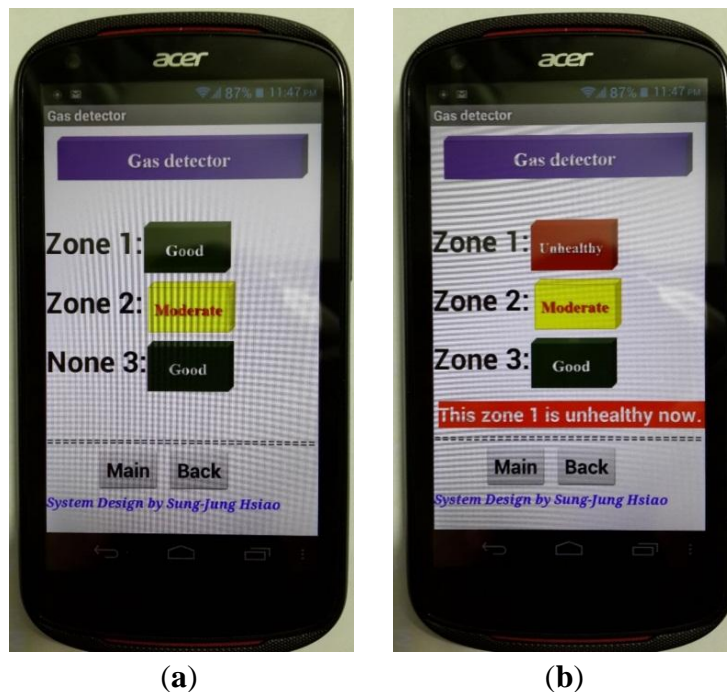 acer
87% 11:47 PM
Gas detector
Gas detector
Zone 1: Good
Zone 2: Moderate
None 3: Good
Main Back
System Design by Sung-Jung Hsiao
(a)
acer
87% 11:47 PM
Gas detector
Gas detector
Zone 1: Unhealthy
Zone 2: Moderate
Zone 3: Good
This zone 1 is unhealthy now.
Main Back
System Design by Sung-Jung Hsiao
(b)